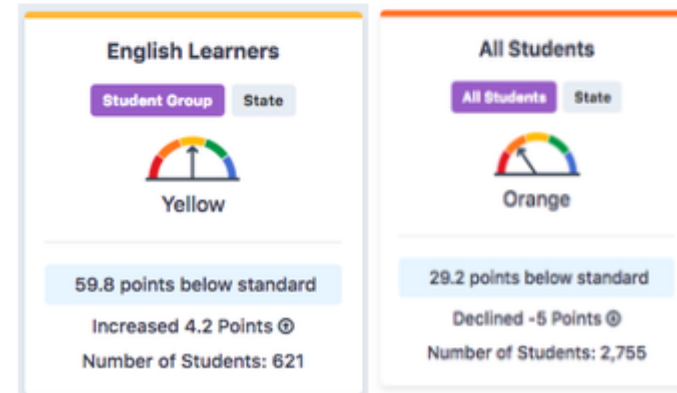 English Learners
Student Group State
Yellow
59.8 points below standard
Increased 4.2 Points
Number of Students: 621
All Students
All Students State
Orange
29.2 points below standard
Declined -5 Points
Number of Students: 2,755